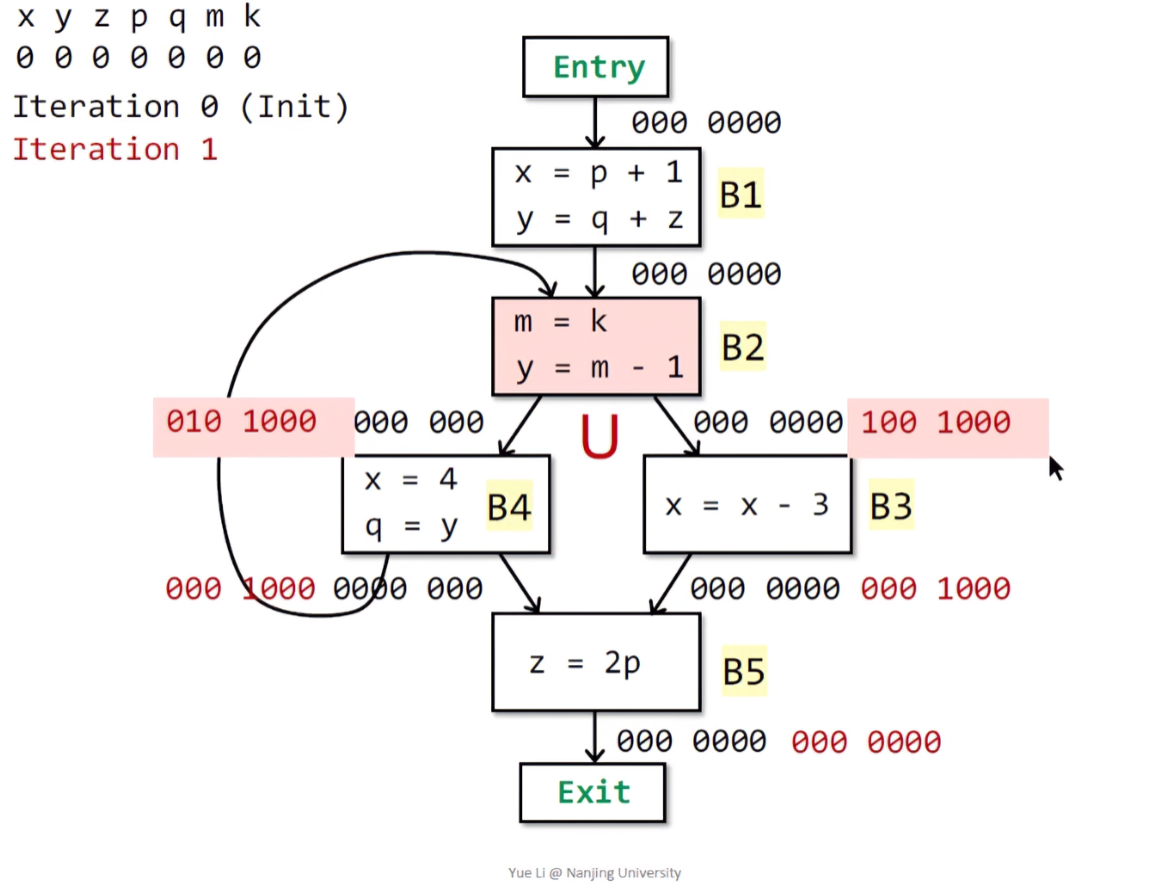 x y z p q m k
0 0 0 0 0 0 0
Iteration 0 (Init)
Iteration 1
Entry
000 0000
x = p + 1
y = q + z
B1
000 0000
m = k
y = m - 1
B2
010 1000 000 000
U
000 0000 100 1000
x = 4
q = y
B4
x = x - 3
B3
000 1000 0000 000
000 0000 000 1000
z = 2p
B5
000 0000 000 0000
Exit
Yue Li @ Nanjing University